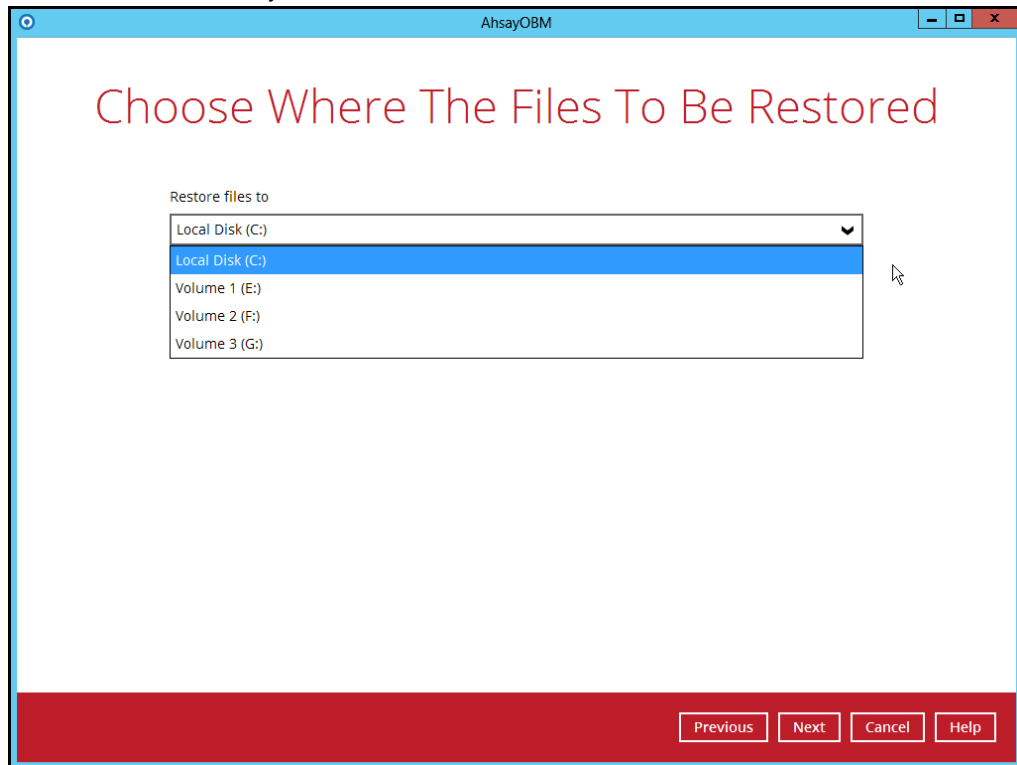 AhsayOBM
Choose Where The Files To Be Restored
Restore files to
Local Disk (C:)
Local Disk (C:)
Volume 1 (E:)
Volume 2 (F:)
Volume 3 (G:)
Previous Next Cancel Help